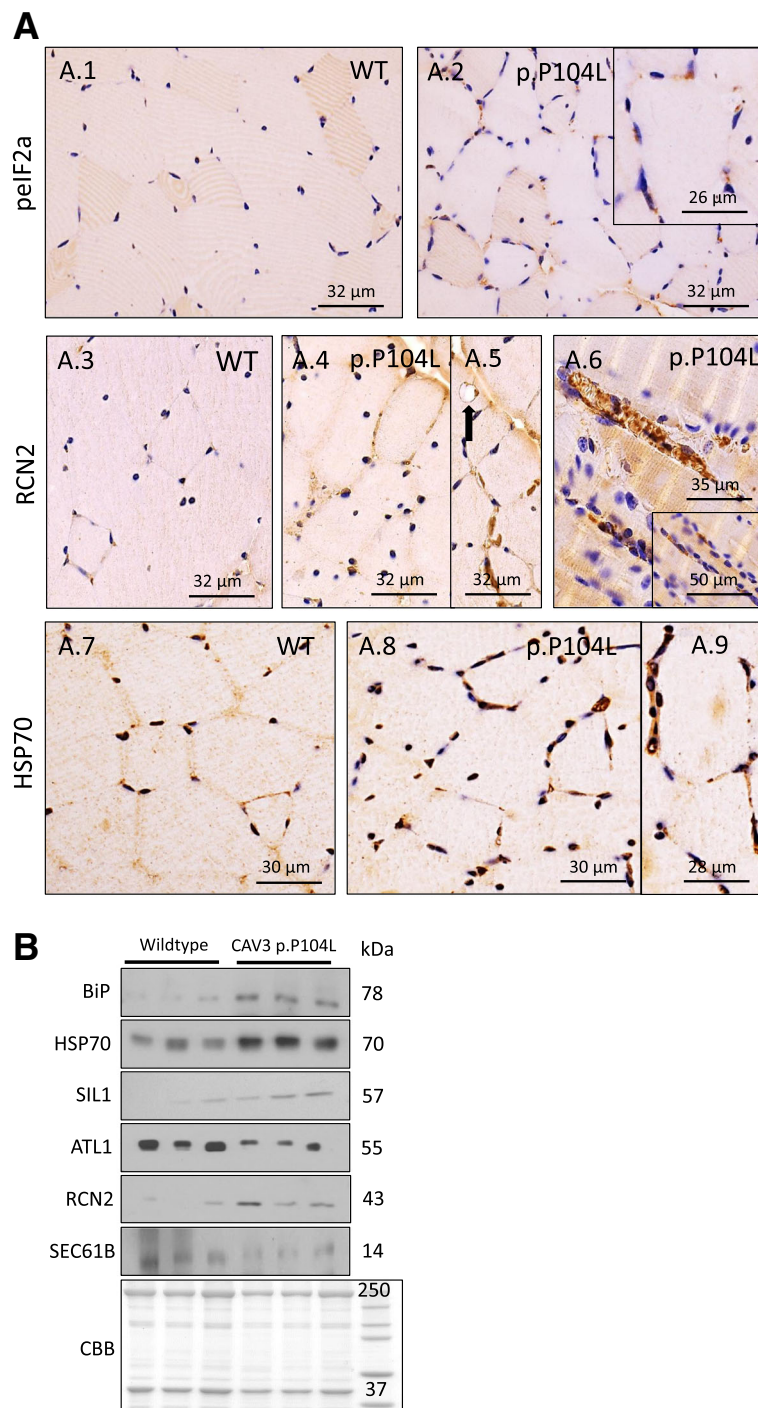 A
peIF2a
A.1 WT
32 µm
A.2 p.P104L
26 µm
32 µm
RCN2
A.3 WT
32 µm
A.4 p.P104L
32 µm
A.5
32 µm
A.6 p.P104L
35 µm
50 µm
HSP70
A.7 WT
30 µm
A.8 p.P104L
30 µm
A.9
28 µm
B
Wildtype CAV3 p.P104L kDa
BiP 78
HSP70 70
SIL1 57
ATL1 55
RCN2 43
SEC61B 14
250
CBB
37